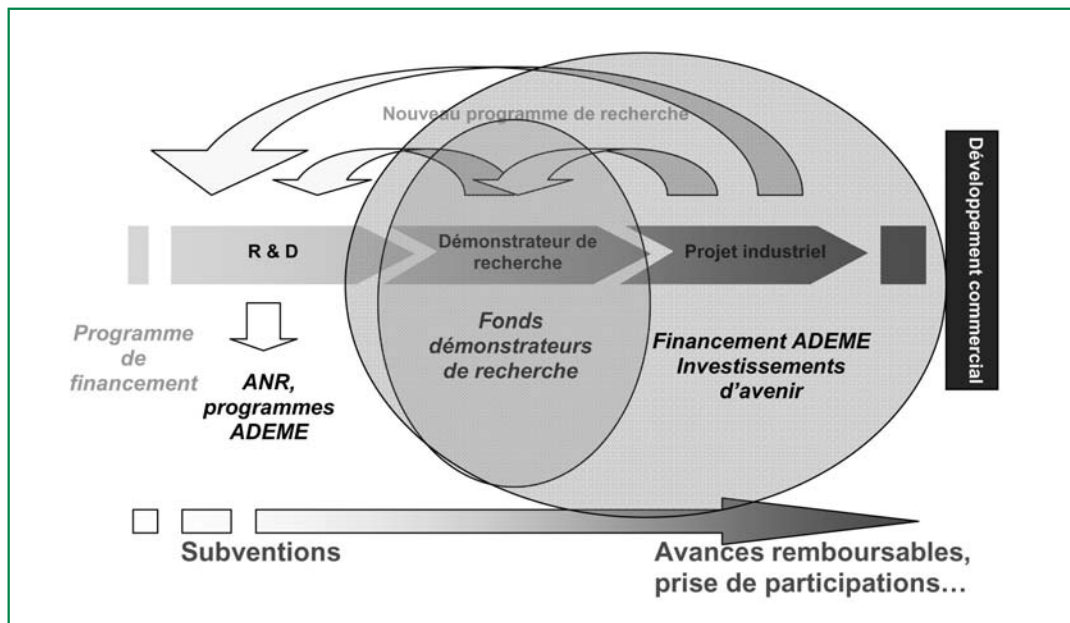 Nouveau programme de recherche
R & D
Démonstrateur de
recherche
Projet industriel
Développement commercial
Programme
de
financement
ANR,
programmes
ADEME
Fonds
démonstrateurs
de recherche
Financement ADEME
Investissements
d’avenir
Subventions
Avances remboursables,
prise de participations…